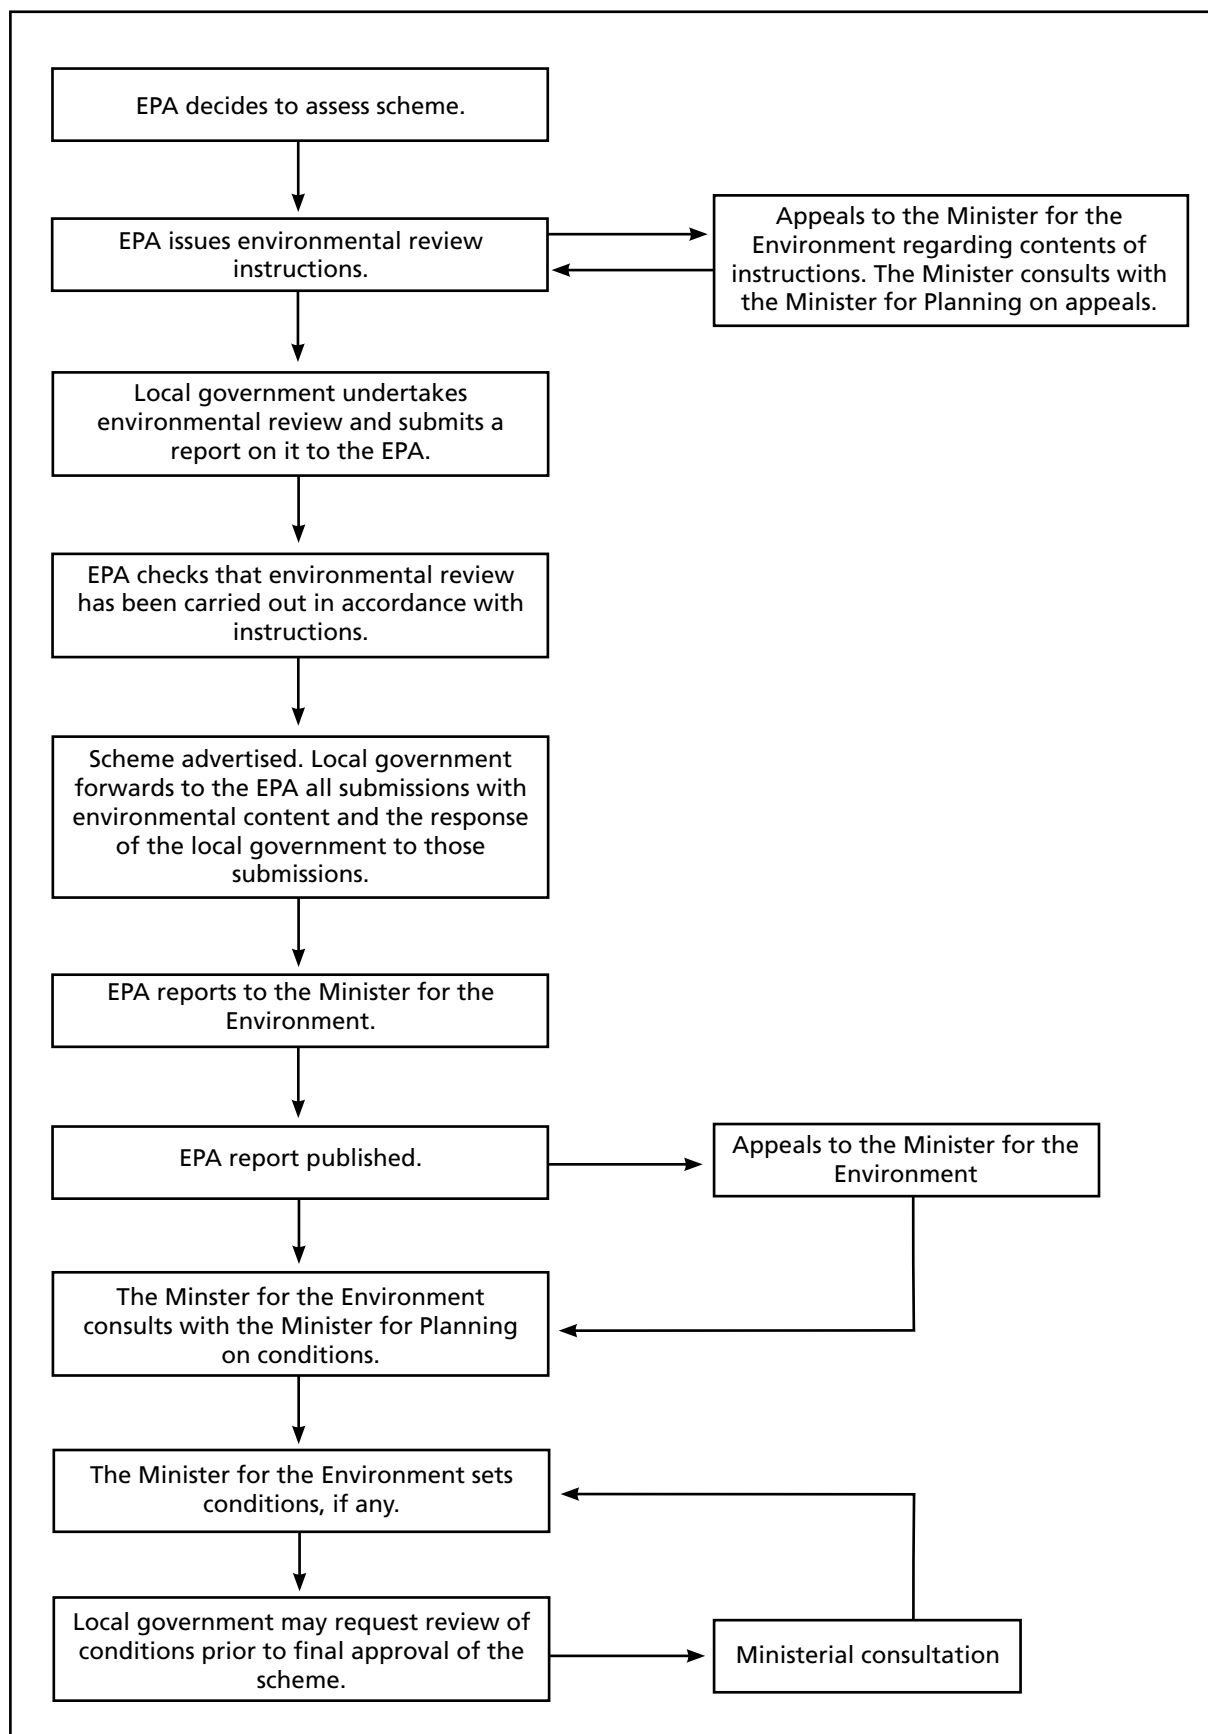 EPA decides to assess scheme.
EPA issues environmental review
instructions.
Appeals to the Minister for the
Environment regarding contents of
instructions. The Minister consults with
the Minister for Planning on appeals.
Local government undertakes
environmental review and submits a
report on it to the EPA.
EPA checks that environmental review
has been carried out in accordance with
instructions.
Scheme advertised. Local government
forwards to the EPA all submissions with
environmental content and the response
of the local government to those
submissions.
EPA reports to the Minister for the
Environment.
EPA report published.
Appeals to the Minister for the
Environment
The Minster for the Environment
consults with the Minister for Planning
on conditions.
The Minister for the Environment sets
conditions, if any.
Local government may request review of
conditions prior to final approval of the
scheme.
Ministerial consultation